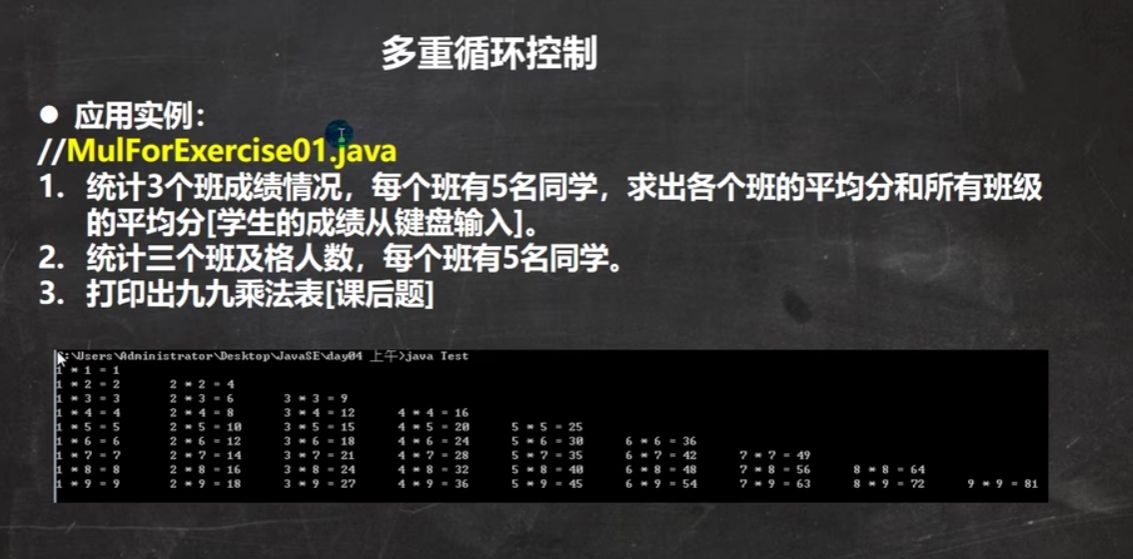 多重循环控制
● 应用实例：
//MulForExercise01.java
1. 统计3个班成绩情况，每个班有5名同学，求出各个班的平均分和所有班级
的平均分[学生的成绩从键盘输入]。
2. 统计三个班及格人数，每个班有5名同学。
3. 打印出九九乘法表[课后题]
C:\Users\Administrator\Desktop\JavaSE\day04 上午>java Test
1 * 1 = 1
1 * 2 = 2 2 * 2 = 4
1 * 3 = 3 2 * 3 = 6 3 * 3 = 9
1 * 4 = 4 2 * 4 = 8 3 * 4 = 12 4 * 4 = 16
1 * 5 = 5 2 * 5 = 10 3 * 5 = 15 4 * 5 = 20 5 * 5 = 25
1 * 6 = 6 2 * 6 = 12 3 * 6 = 18 4 * 6 = 24 5 * 6 = 30 6 * 6 = 36
1 * 7 = 7 2 * 7 = 14 3 * 7 = 21 4 * 7 = 28 5 * 7 = 35 6 * 7 = 42 7 * 7 = 49
1 * 8 = 8 2 * 8 = 16 3 * 8 = 24 4 * 8 = 32 5 * 8 = 40 6 * 8 = 48 7 * 8 = 56 8 * 8 = 64
1 * 9 = 9 2 * 9 = 18 3 * 9 = 27 4 * 9 = 36 5 * 9 = 45 6 * 9 = 54 7 * 9 = 63 8 * 9 = 72 9 * 9 = 81